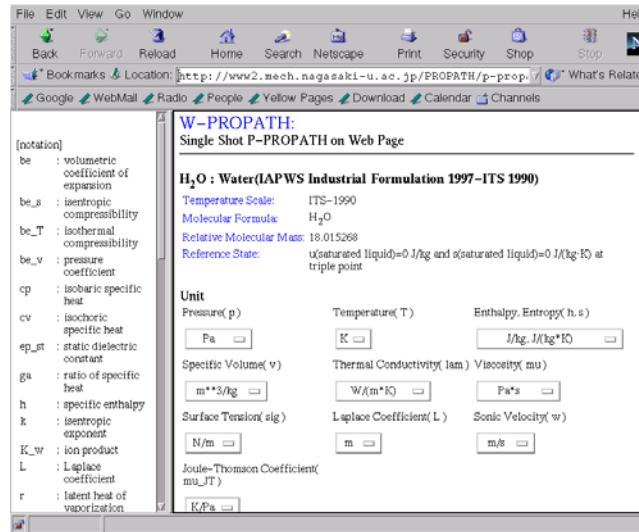 File Edit View Go Window Hel
Back Forward Reload Home Search Netscape Print Security Shop Stop N
Bookmarks Location: http://www2.mech.nagasaki-u.ac.jp/PROPATH/p-prop. What's Relate
Google WebMail Radio People Yellow Pages Download Calendar Channels
[notation]
be : volumetric
coefficient of
expansion
be_s : isentropic
compressibility
be_T : isothermal
compressibility
be_v : pressure
coefficient
cp : isobaric specific
heat
cv : isochoric
specific heat
ep_st : static dielectric
constant
ga : ratio of specific
heat
h : specific enthalpy
k : isentropic
exponent
K_w : ion product
L : Laplace
coefficient
r : latent heat of
vaporization
W-PROPATH:
Single Shot P-PROPATH on Web Page
H2O : Water(IAPWS Industrial Formulation 1997-ITS 1990)
Temperature Scale: ITS-1990
Molecular Formula: H2O
Relative Molecular Mass: 18.015268
Reference State: u(saturated liquid)=0 J/kg and s(saturated liquid)=0 J/(kg·K) at
triple point
Unit
Pressure( p ) Temperature( T ) Enthalpy, Entropy( h, s )
Pa K J/kg, J/(kg*K)
Specific Volume( v ) Thermal Conductivity( lam ) Viscosity( mu )
m**3/kg W/(m*K) Pa*s
Surface Tension( sig ) Laplace Coefficient( L ) Sonic Velocity( w )
N/m m m/s
Joule-Thomson Coefficient(
mu_JT )
K/Pa